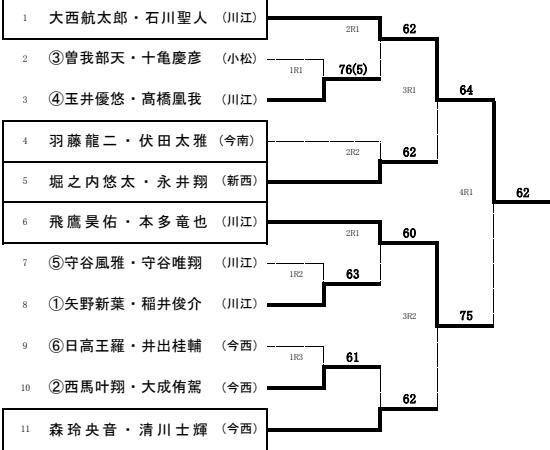 1 大西航太郎・石川聖人 （川江）
2R1 62
2 ③曽我部天・十亀慶彦 （小松）
1R1 76(5)
3 ④玉井優悠・髙橋凰我 （川江）
3R1 64
4 羽藤龍二・伏田太雅 （今南）
2R2 62
5 堀之内悠太・永井翔 （新西）
4R1 62
6 飛鷹昊佑・本多竜也 （川江）
2R1 60
7 ⑤守谷風雅・守谷唯翔 （川江）
1R2 63
8 ①矢野新葉・稲井俊介 （川江）
3R2 75
9 ⑥日高王羅・井出桂輔 （今西）
1R3 61
10 ②西馬叶翔・大成侑駕 （今西）
62
11 森玲央音・清川士輝 （今西）